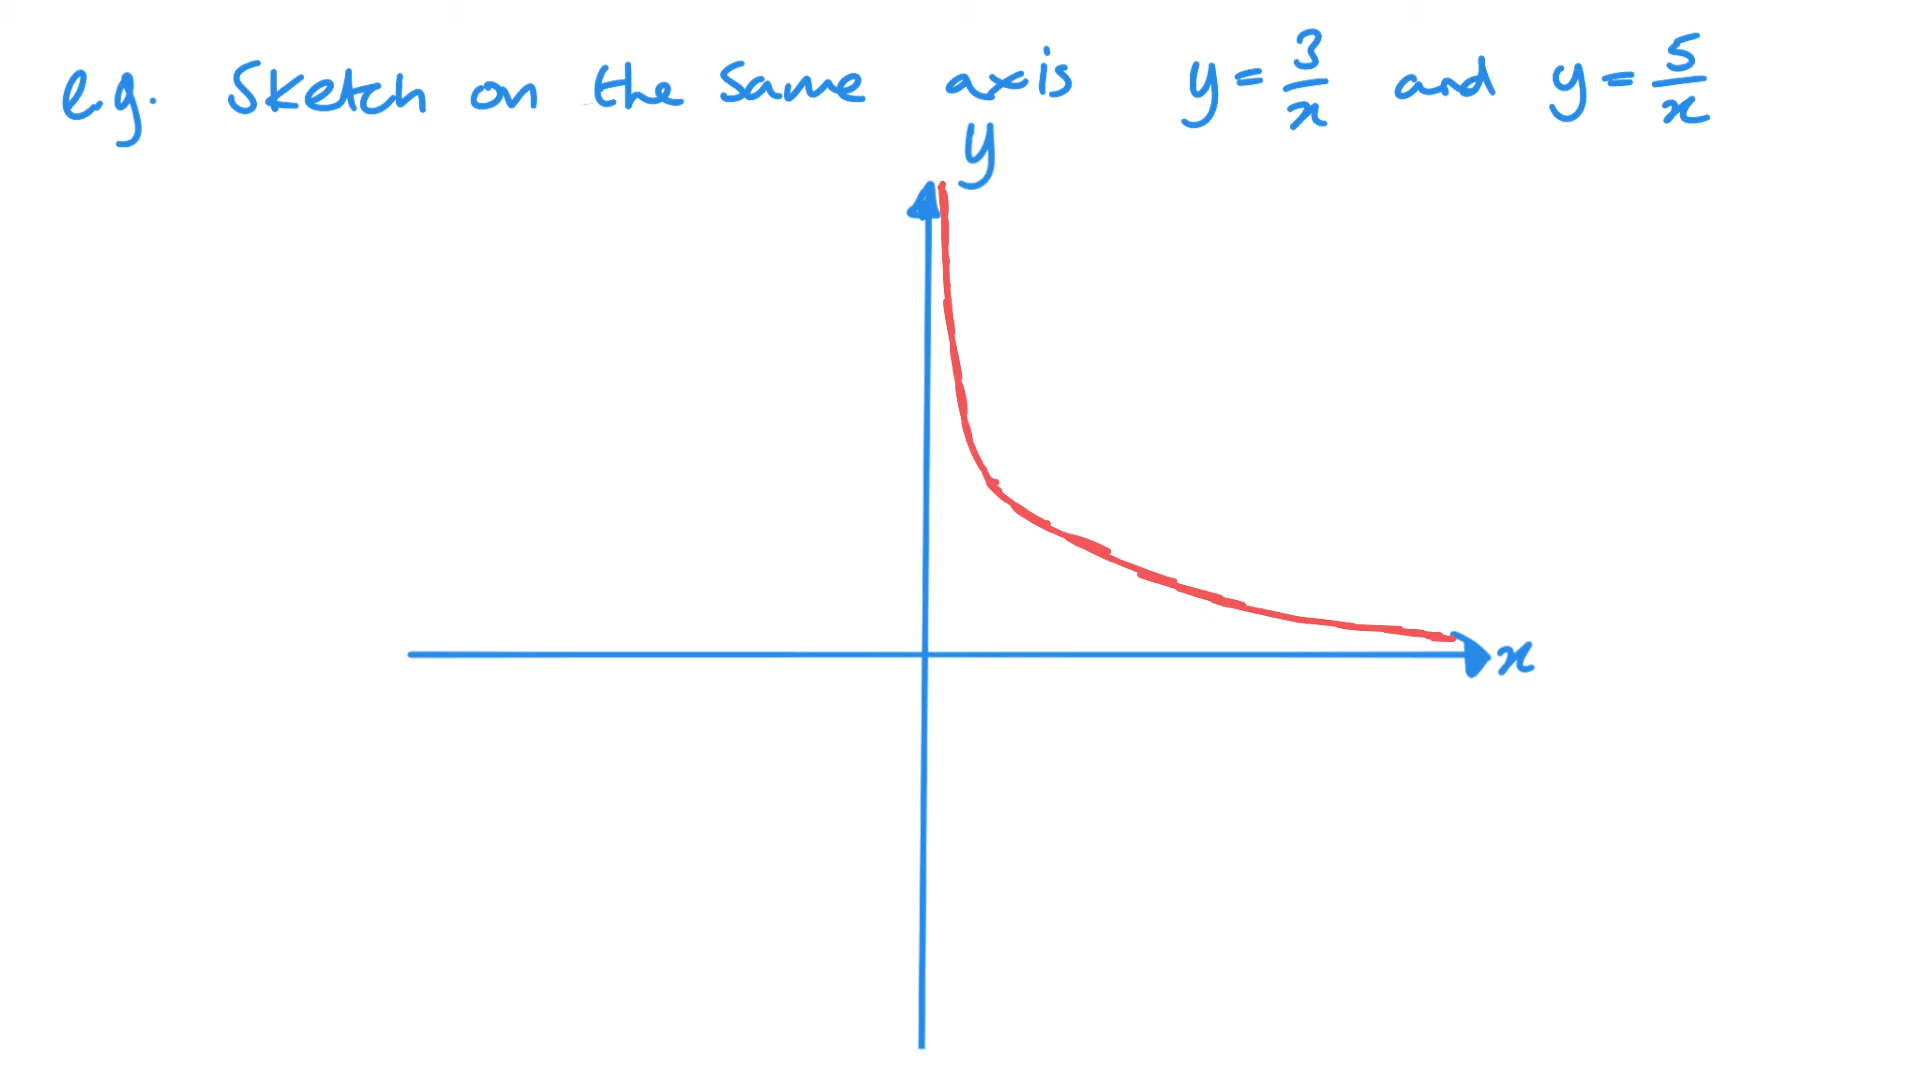 e.g. Sketch on the same axis y = 3/x and y = 5/x
y
x